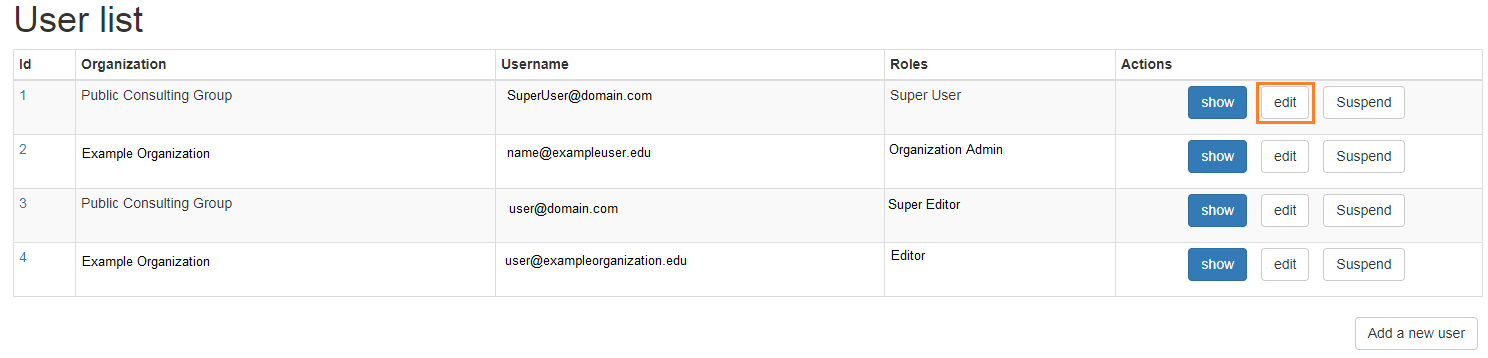 User list
Id Organization Username Roles Actions
1 Public Consulting Group SuperUser@domain.com Super User show edit Suspend
2 Example Organization name@exampleuser.edu Organization Admin show edit Suspend
3 Public Consulting Group user@domain.com Super Editor show edit Suspend
4 Example Organization user@exampleorganization.edu Editor show edit Suspend
Add a new user